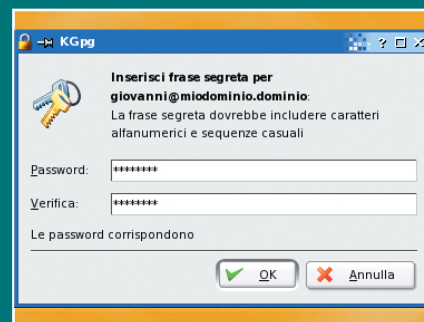 KGpg
Inserisci frase segreta per
giovanni@miodominio.dominio:
La frase segreta dovrebbe includere caratteri
alfanumerici e sequenze casuali
Password: ********
Verifica: ********
Le password corrispondono
OK Annulla